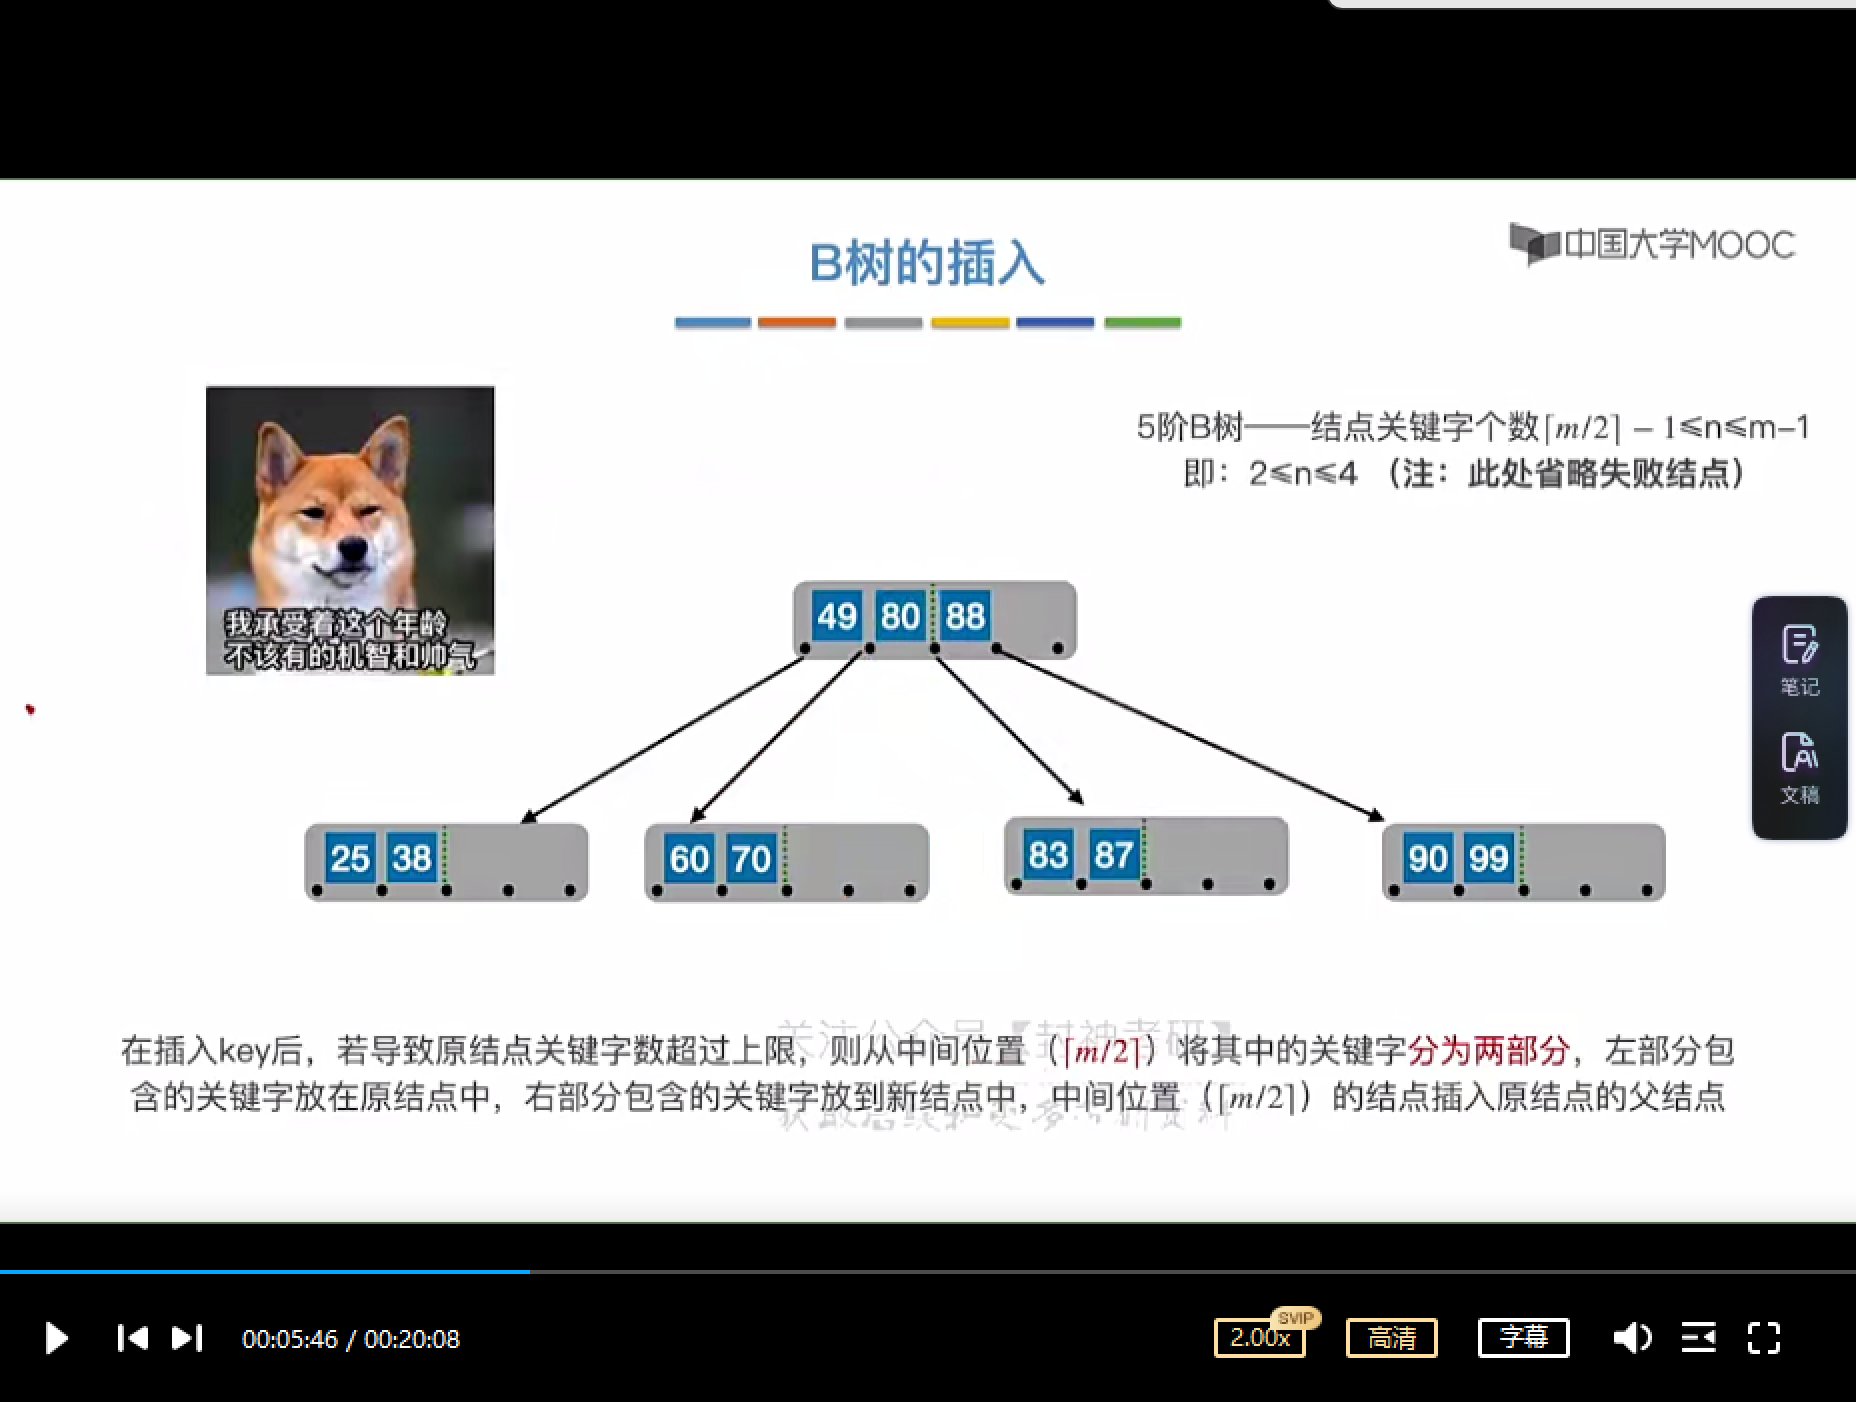 B树的插入
中国大学MOOC
我承受着这个年龄
不该有的机智和帅气
5阶B树——结点关键字个数⌈m/2⌉ − 1≤n≤m–1
即：2≤n≤4 （注：此处省略失败结点）
49 80 88
25 38
60 70
83 87
90 99
笔记
文稿
关注公众号【封神考研】
在插入key后，若导致原结点关键字数超过上限，则从中间位置（⌈m/2⌉）将其中的关键字分为两部分，左部分包
含的关键字放在原结点中，右部分包含的关键字放到新结点中，中间位置（⌈m/2⌉）的结点插入原结点的父结点
00:05:46 / 00:20:08
2.00x
SVIP
高清
字幕